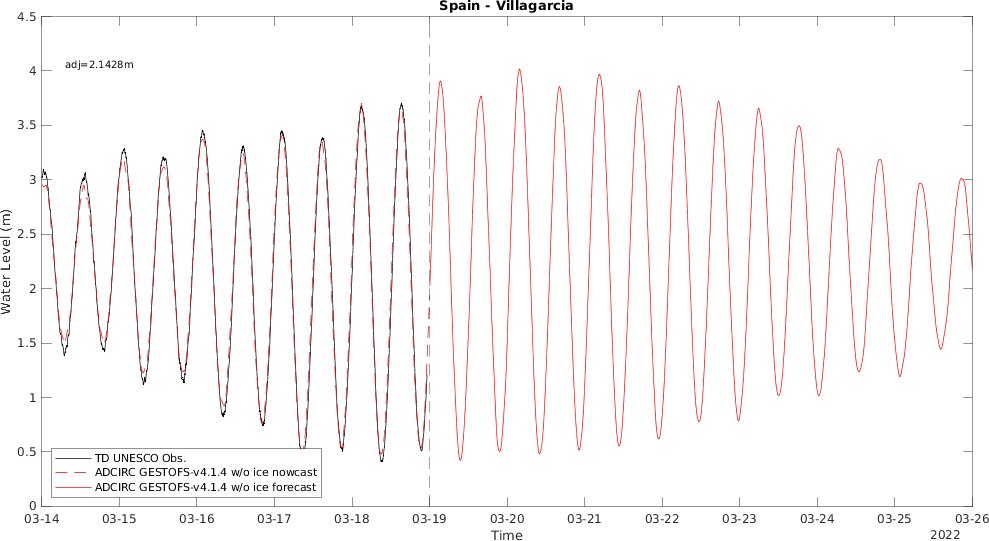 Spain - Villagarcia
4.5
4
3.5
3
2.5
2
1.5
1
0.5
0
Water Level (m)
adj=2.1428m
TD UNESCO Obs.
ADCIRC GESTOFS-v4.1.4 w/o ice nowcast
ADCIRC GESTOFS-v4.1.4 w/o ice forecast
03-14 03-15 03-16 03-17 03-18 03-19 03-20 03-21 03-22 03-23 03-24 03-25 03-26
Time
2022